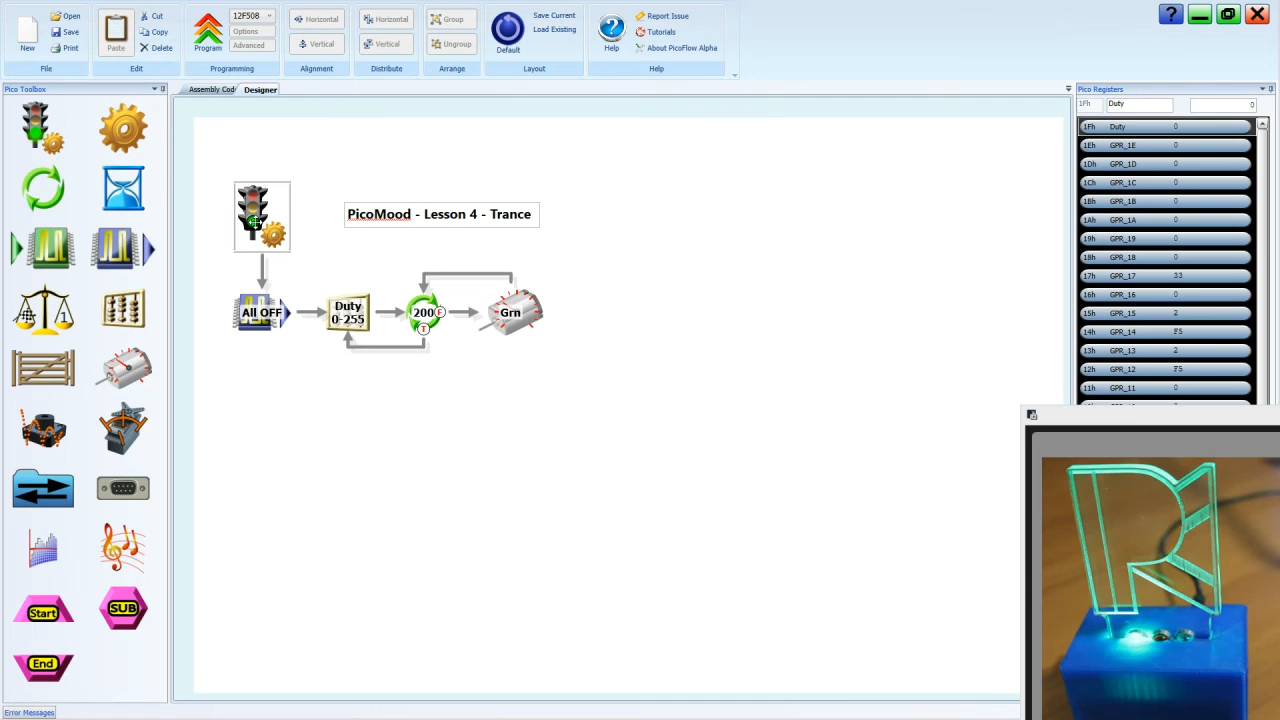 New
Open
Save
Print
File
Paste
Cut
Copy
Delete
Edit
Program
12F508
Options
Advanced
Programming
Horizontal
Vertical
Alignment
Horizontal
Vertical
Distribute
Group
Ungroup
Arrange
Default
Save Current
Load Existing
Layout
Help
Report Issue
Tutorials
About PicoFlow Alpha
Help
?
Pico Toolbox
Assembly Cod
Designer
Pico Registers
1Fh Duty 0
1Fh Duty 0
1Eh GPR_1E 0
1Dh GPR_1D 0
1Ch GPR_1C 0
1Bh GPR_1B 0
1Ah GPR_1A 0
19h GPR_19 0
18h GPR_18 0
17h GPR_17 33
16h GPR_16 0
15h GPR_15 2
14h GPR_14 F5
13h GPR_13 2
12h GPR_12 F5
11h GPR_11 0
PicoMood - Lesson 4 - Trance
All OFF
Duty
0-255
200
F
T
Grn
1
Start
SUB
End
Error Messages